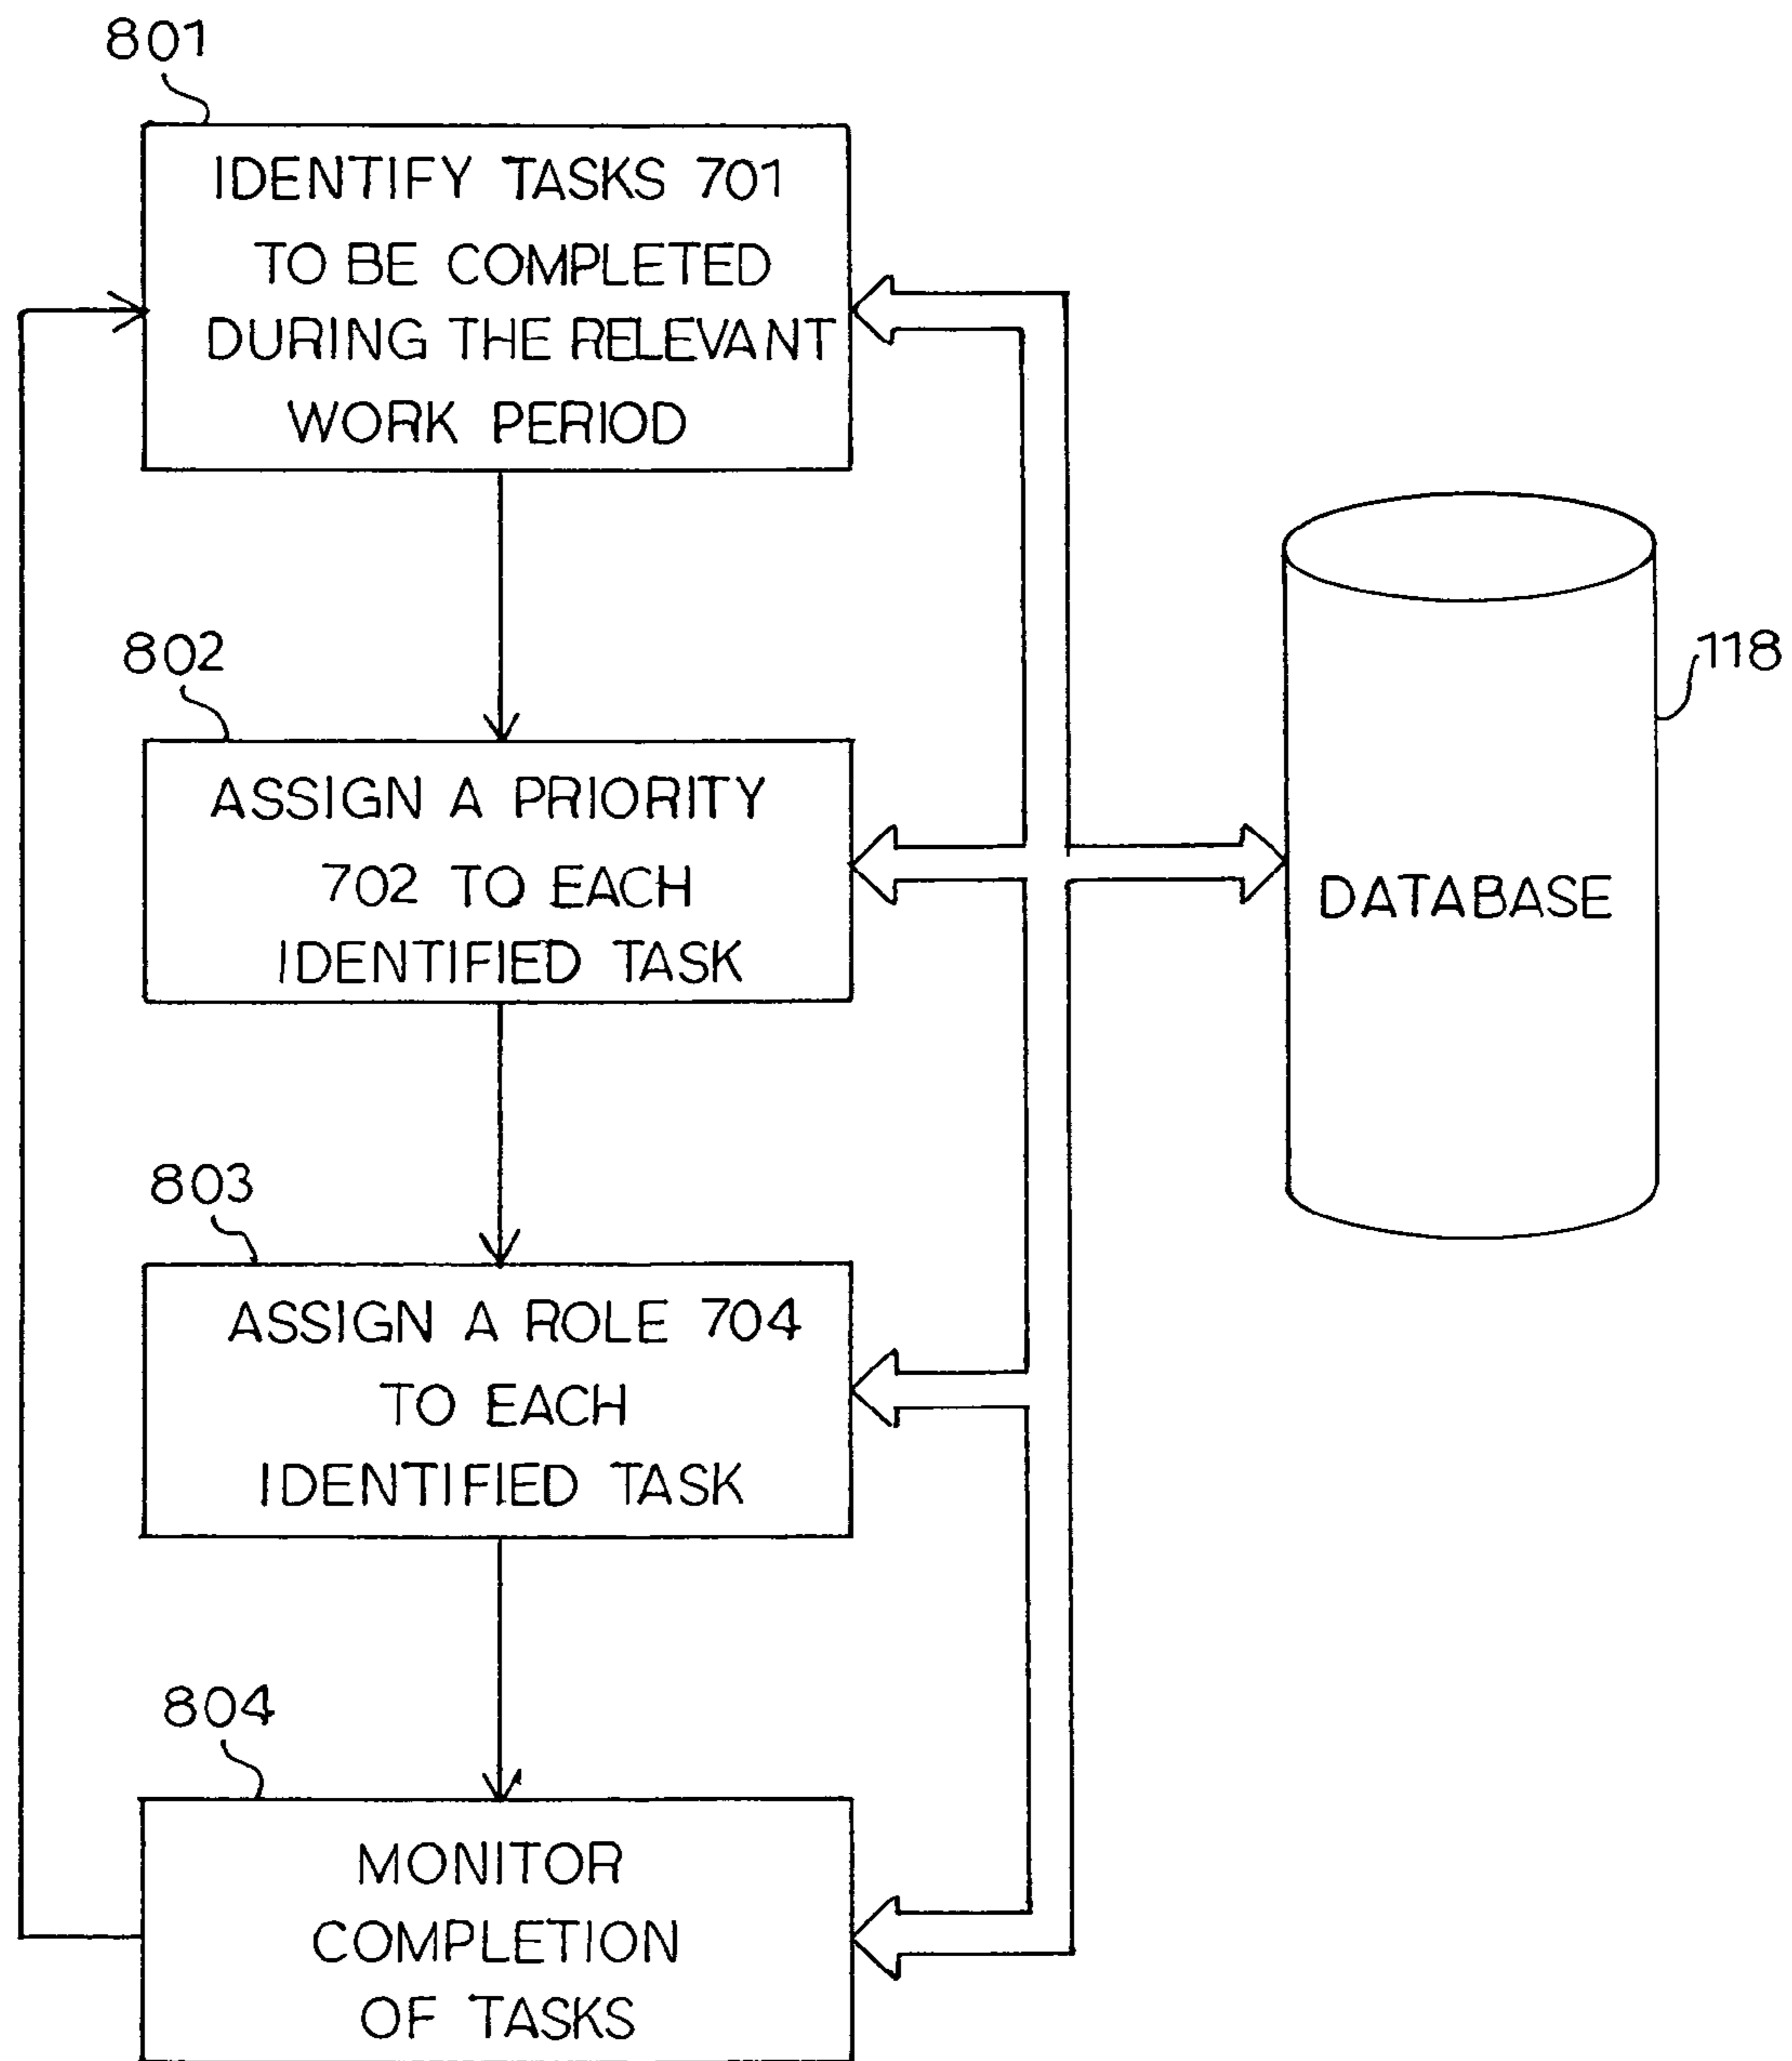 801
IDENTIFY TASKS 701
TO BE COMPLETED
DURING THE RELEVANT
WORK PERIOD
802
ASSIGN A PRIORITY
702 TO EACH
IDENTIFIED TASK
118
DATABASE
803
ASSIGN A ROLE 704
TO EACH
IDENTIFIED TASK
804
MONITOR
COMPLETION
OF TASKS